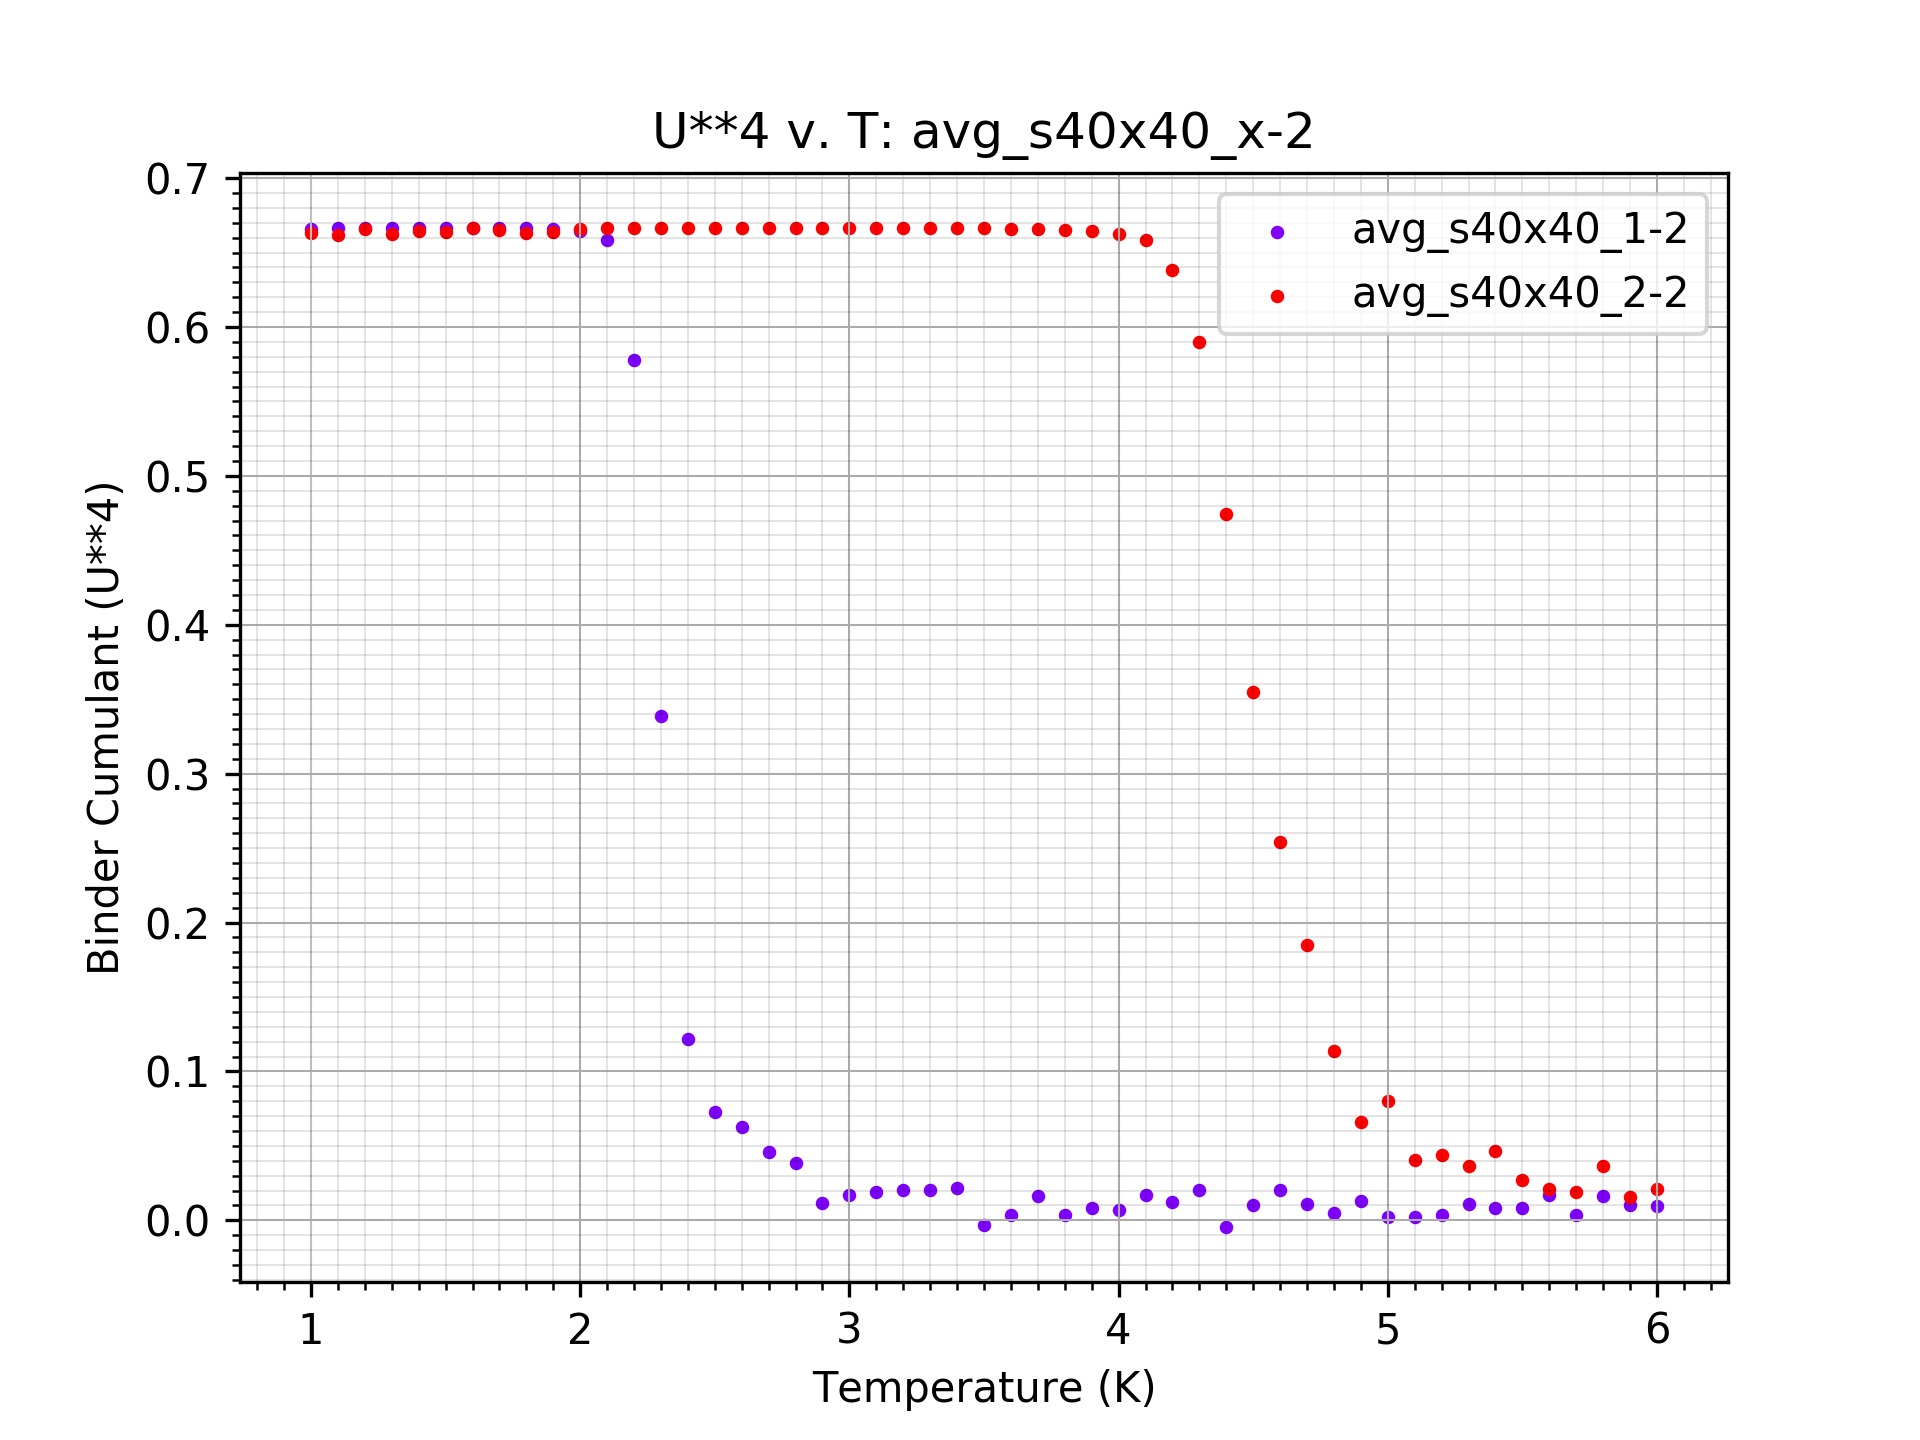 U**4 v. T: avg_s40x40_x-2
avg_s40x40_1-2
avg_s40x40_2-2
Binder Cumulant (U**4)
0.7
0.6
0.5
0.4
0.3
0.2
0.1
0.0
1 2 3 4 5 6
Temperature (K)